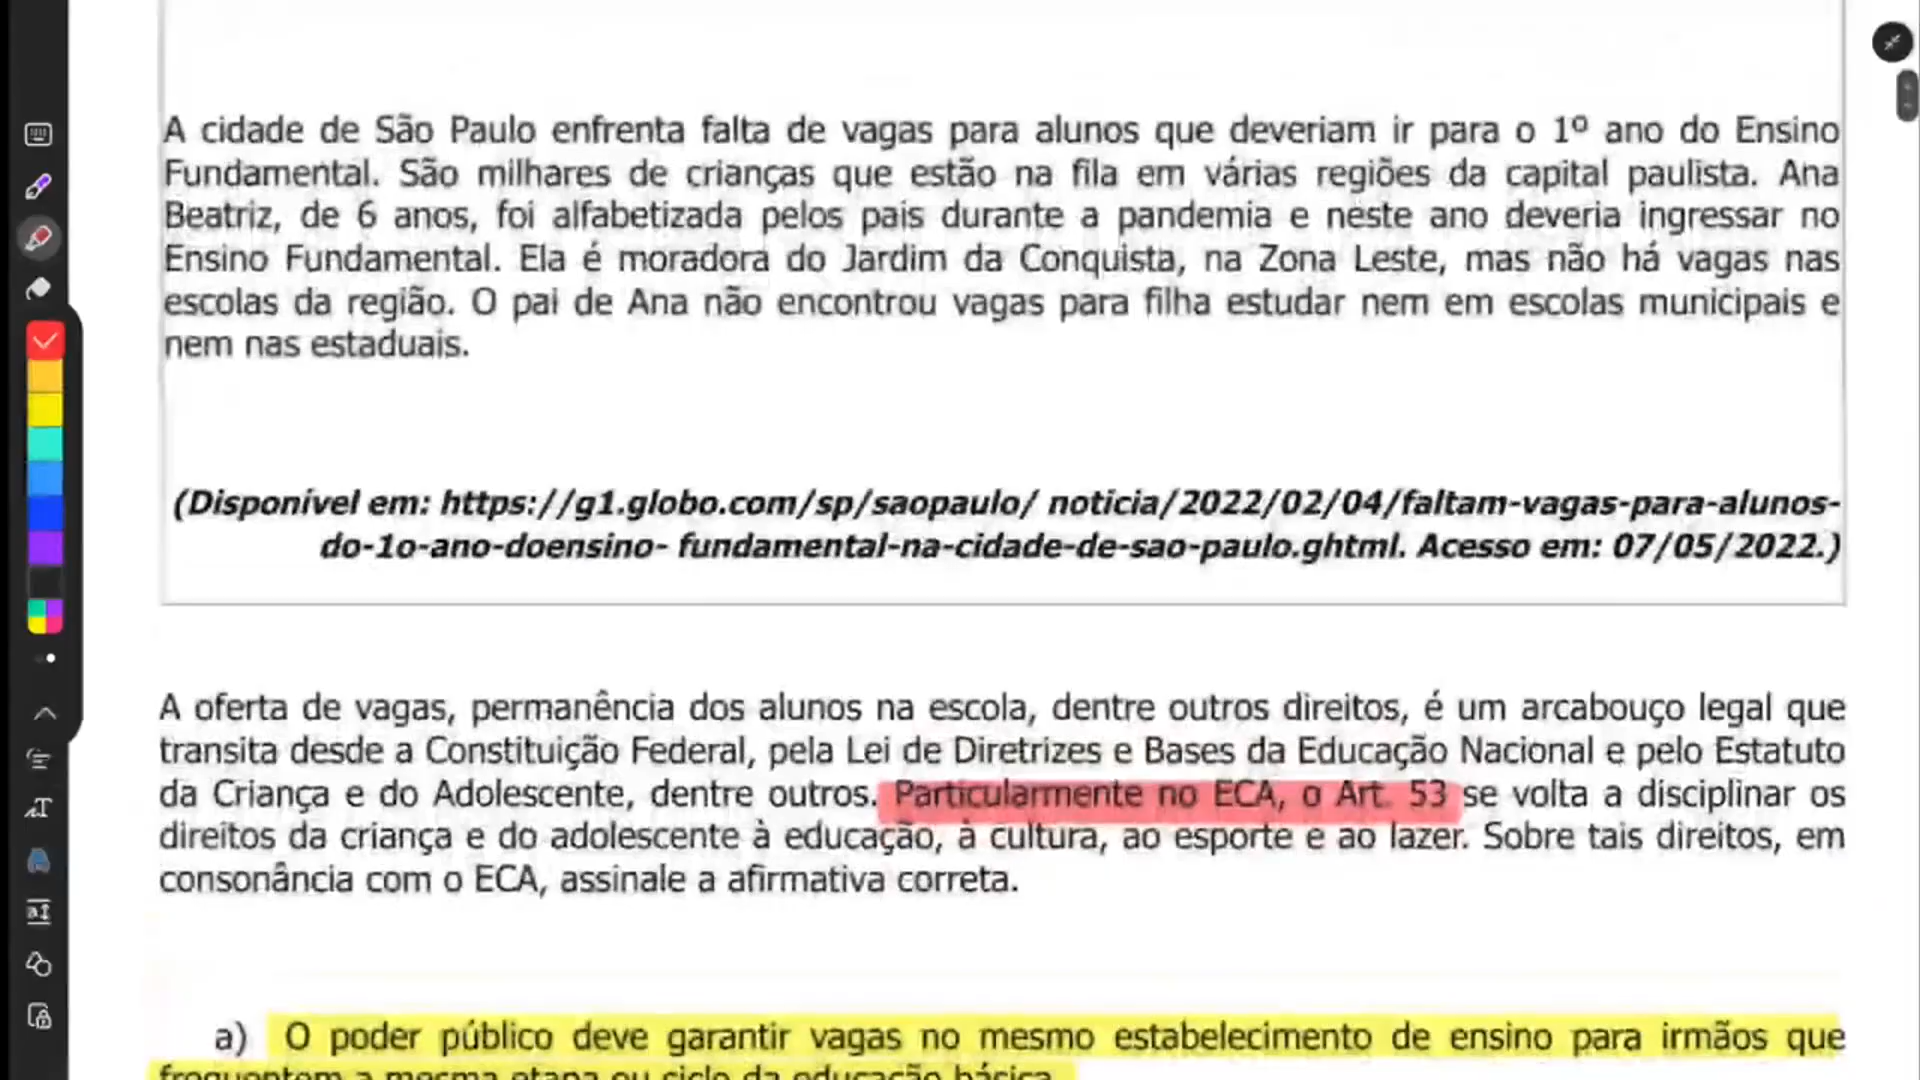 A cidade de São Paulo enfrenta falta de vagas para alunos que deveriam ir para o 1º ano do Ensino
Fundamental. São milhares de crianças que estão na fila em várias regiões da capital paulista. Ana
Beatriz, de 6 anos, foi alfabetizada pelos pais durante a pandemia e neste ano deveria ingressar no
Ensino Fundamental. Ela é moradora do Jardim da Conquista, na Zona Leste, mas não há vagas nas
escolas da região. O pai de Ana não encontrou vagas para filha estudar nem em escolas municipais e
nem nas estaduais.
(Disponível em: https://g1.globo.com/sp/saopaulo/ noticia/2022/02/04/faltam-vagas-para-alunos-
do-1o-ano-doensino- fundamental-na-cidade-de-sao-paulo.ghtml. Acesso em: 07/05/2022.)
A oferta de vagas, permanência dos alunos na escola, dentre outros direitos, é um arcabouço legal que
transita desde a Constituição Federal, pela Lei de Diretrizes e Bases da Educação Nacional e pelo Estatuto
da Criança e do Adolescente, dentre outros. Particularmente no ECA, o Art. 53 se volta a disciplinar os
direitos da criança e do adolescente à educação, à cultura, ao esporte e ao lazer. Sobre tais direitos, em
consonância com o ECA, assinale a afirmativa correta.
a) O poder público deve garantir vagas no mesmo estabelecimento de ensino para irmãos que
frequentem a mesma etapa ou ciclo da educação básica.